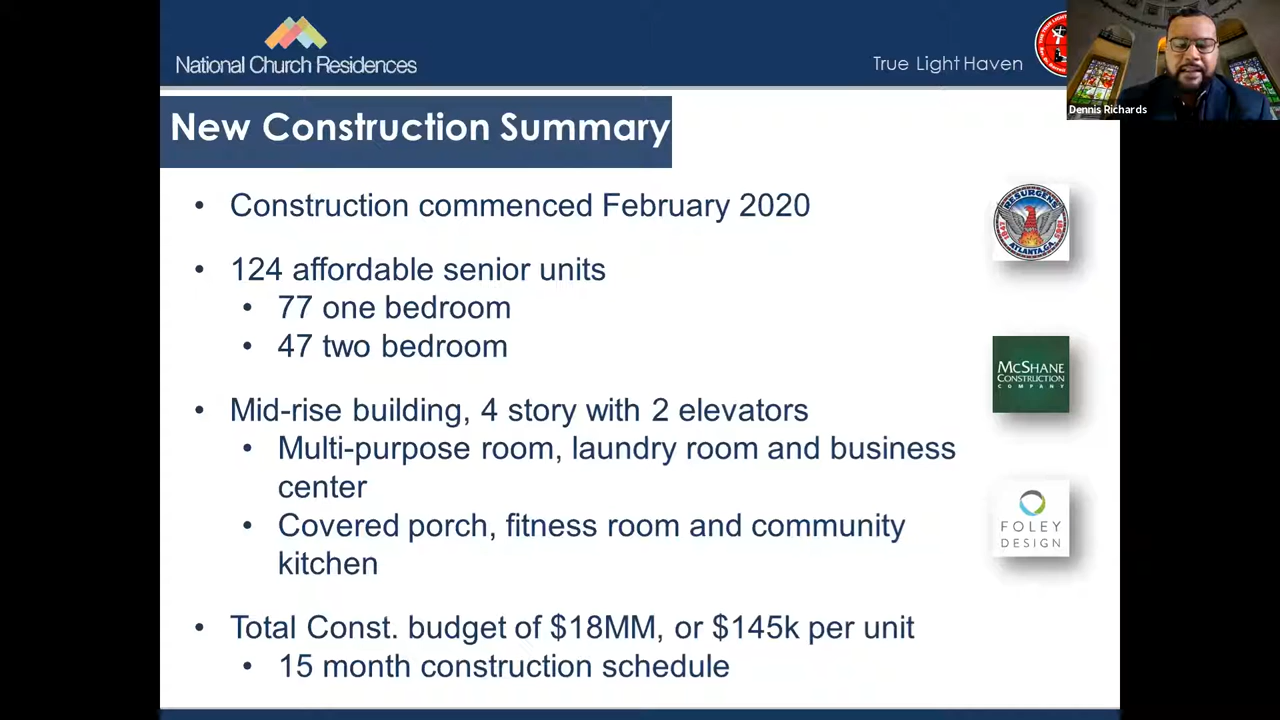 National Church Residences
True Light Haven
Dennis Richards
New Construction Summary
• Construction commenced February 2020
• 124 affordable senior units
• 77 one bedroom
• 47 two bedroom
• Mid-rise building, 4 story with 2 elevators
• Multi-purpose room, laundry room and business
center
• Covered porch, fitness room and community
kitchen
• Total Const. budget of $18MM, or $145k per unit
• 15 month construction schedule
RESURGENS
ATLANTA, GA.
MCSHANE
CONSTRUCTION
COMPANY
FOLEY
DESIGN